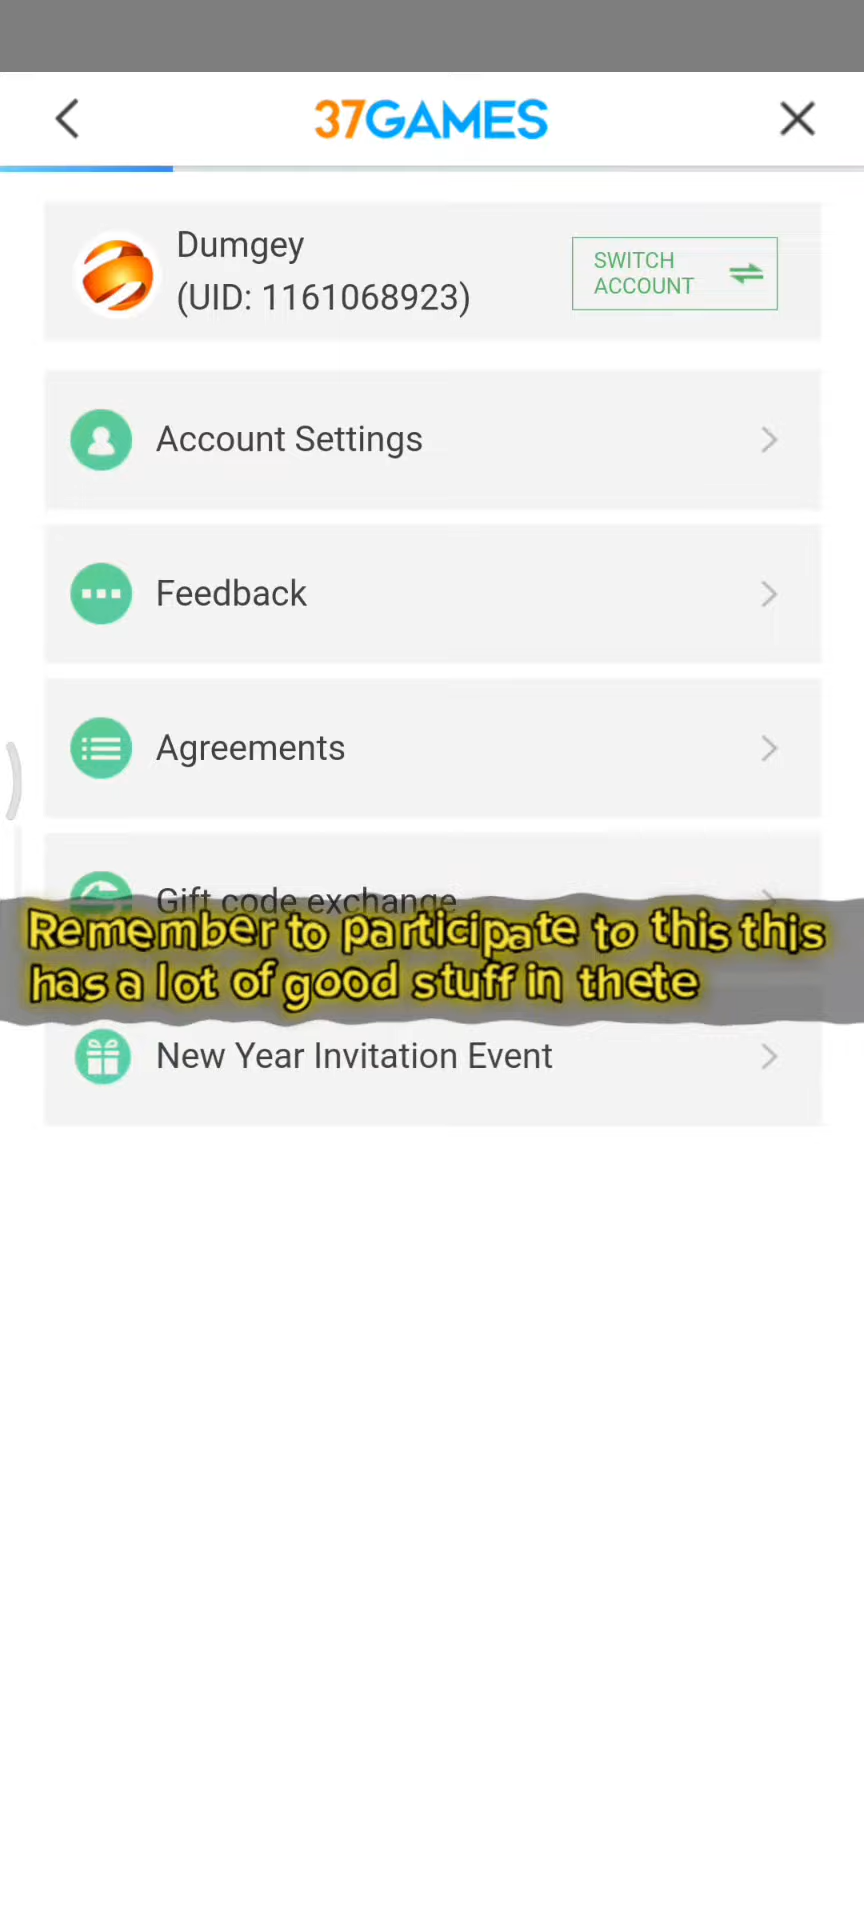 37GAMES
Dumgey
(UID: 1161068923)
SWITCH
ACCOUNT
Account Settings
Feedback
Agreements
Gift code exchange
Remember to participate to this this
has a lot of good stuff in thete
New Year Invitation Event